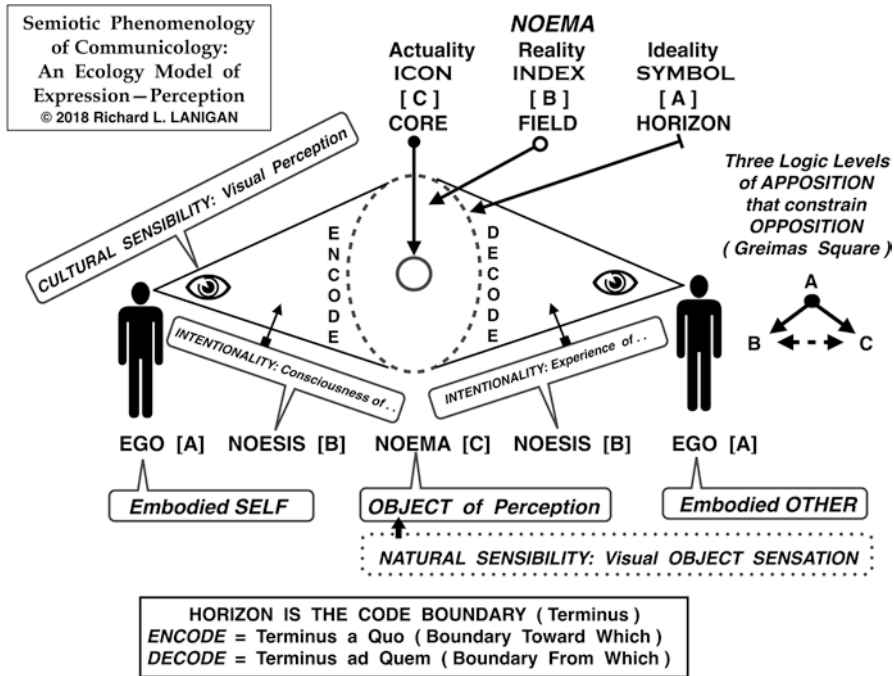 Semiotic Phenomenology
of Communicology:
An Ecology Model of
Expression—Perception
© 2018 Richard L. LANIGAN
NOEMA
Actuality Reality Ideality
ICON INDEX SYMBOL
[ C ] [ B ] [ A ]
CORE FIELD HORIZON
CULTURAL SENSIBILITY: Visual Perception
Three Logic Levels
of APPOSITION
that constrain
OPPOSITION
( Greimas Square )
A
B C
ENCODE
DECODE
INTENTIONALITY: Consciousness of . .
INTENTIONALITY: Experience of . .
EGO [A] NOESIS [B] NOEMA [C] NOESIS [B] EGO [A]
Embodied SELF OBJECT of Perception Embodied OTHER
NATURAL SENSIBILITY: Visual OBJECT SENSATION
HORIZON IS THE CODE BOUNDARY ( Terminus )
ENCODE = Terminus a Quo ( Boundary Toward Which )
DECODE = Terminus ad Quem ( Boundary From Which )